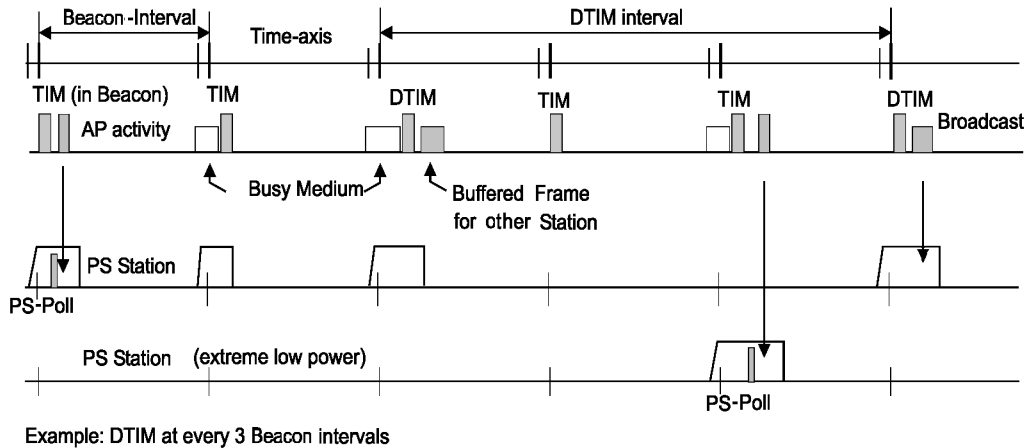 Beacon-Interval
DTIM interval
Time-axis
TIM (in Beacon)
TIM
DTIM
TIM
TIM
DTIM
AP activity
Broadcast
Busy Medium
Buffered Frame
for other Station
PS Station
PS-Poll
PS Station (extreme low power)
PS-Poll
Example: DTIM at every 3 Beacon intervals